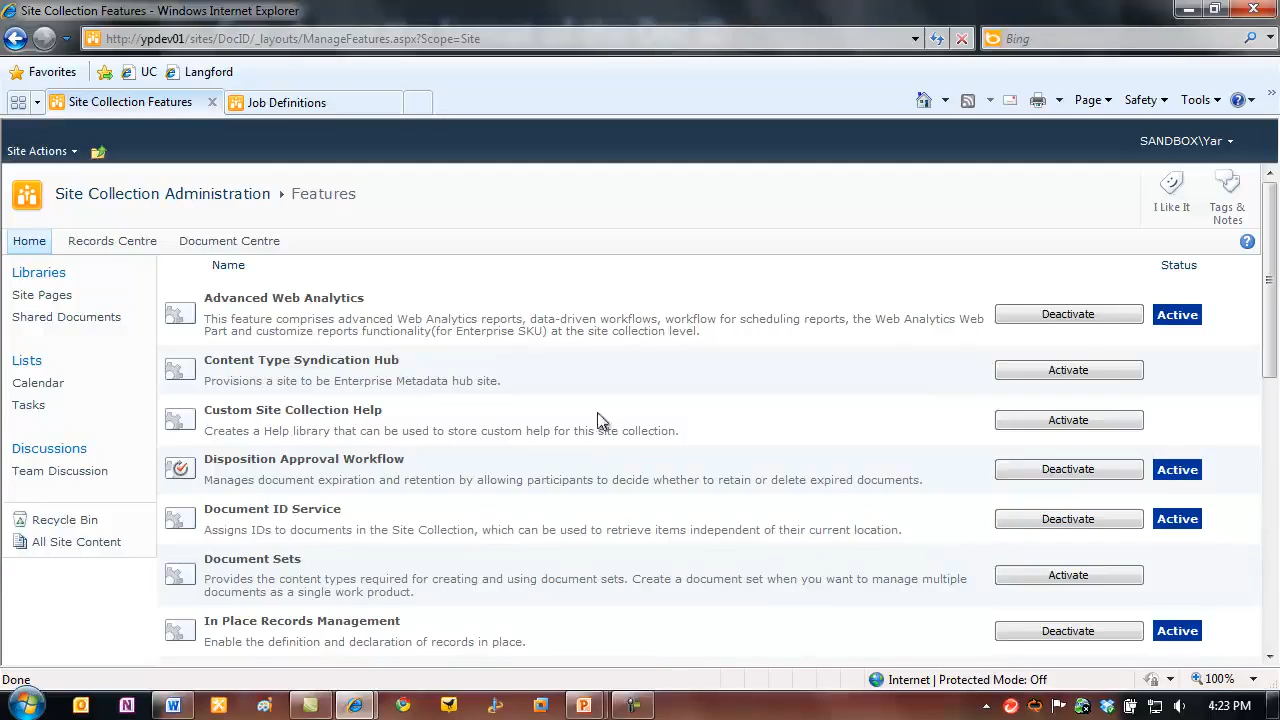 Site Collection Features - Windows Internet Explorer
http://ypdev01/sites/DocID/_layouts/ManageFeatures.aspx?Scope=Site
Bing
Favorites
UC
Langford
Site Collection Features
Job Definitions
Page
Safety
Tools
Site Actions
SANDBOX\Yar
Site Collection Administration
Features
I Like It
Tags &
Notes
Home
Records Centre
Document Centre
Libraries
Site Pages
Shared Documents
Lists
Calendar
Tasks
Discussions
Team Discussion
Recycle Bin
All Site Content
Name
Status
Advanced Web Analytics
This feature comprises advanced Web Analytics reports, data-driven workflows, workflow for scheduling reports, the Web Analytics Web
Part and customize reports functionality(for Enterprise SKU) at the site collection level.
Deactivate
Active
Content Type Syndication Hub
Provisions a site to be Enterprise Metadata hub site.
Activate
Custom Site Collection Help
Creates a Help library that can be used to store custom help for this site collection.
Activate
Disposition Approval Workflow
Manages document expiration and retention by allowing participants to decide whether to retain or delete expired documents.
Deactivate
Active
Document ID Service
Assigns IDs to documents in the Site Collection, which can be used to retrieve items independent of their current location.
Deactivate
Active
Document Sets
Provides the content types required for creating and using document sets. Create a document set when you want to manage multiple
documents as a single work product.
Activate
In Place Records Management
Enable the definition and declaration of records in place.
Deactivate
Active
Done
Internet | Protected Mode: Off
100%
4:23 PM